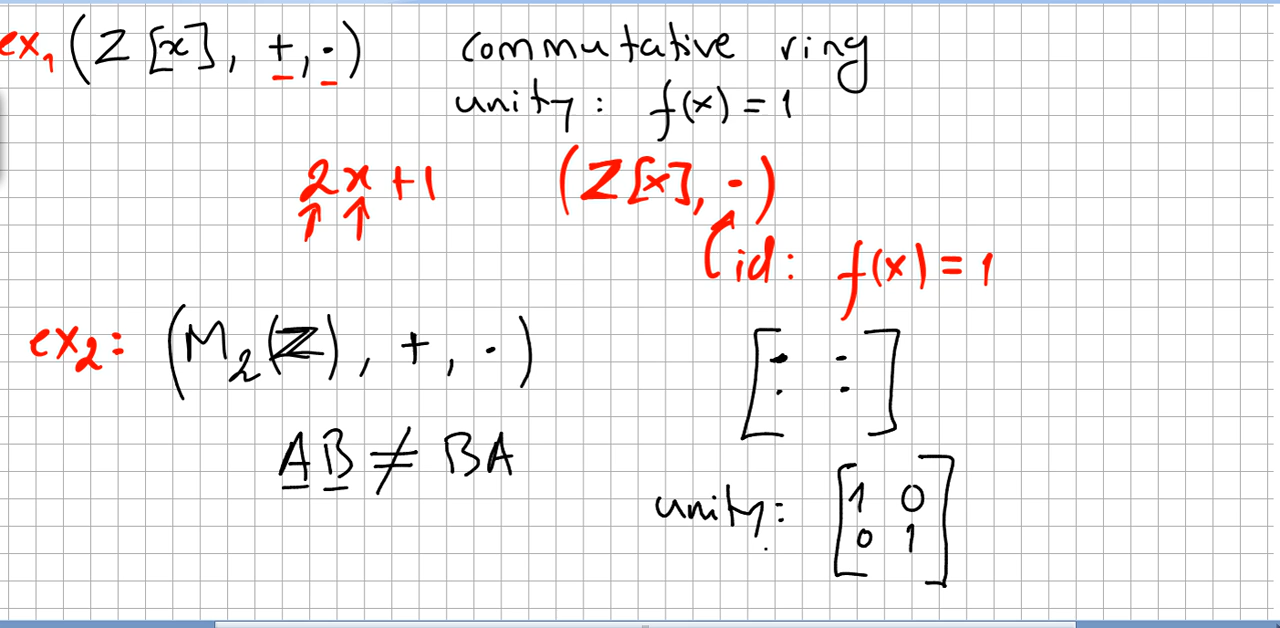 ex₁ (Z[x], +, ·) commutative ring
unity: f(x) = 1
2x + 1 (Z[x], ·)
id: f(x) = 1
ex₂: (M₂(ℤ), +, ·)
AB ≠ BA
unity: [1 0
0 1]